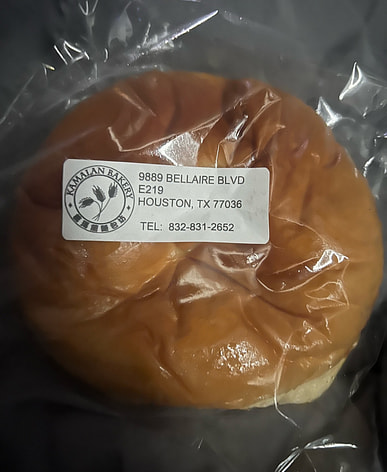 KAMALAN BAKERY
9889 BELLAIRE BLVD
E219
HOUSTON, TX 77036
TEL: 832-831-2652